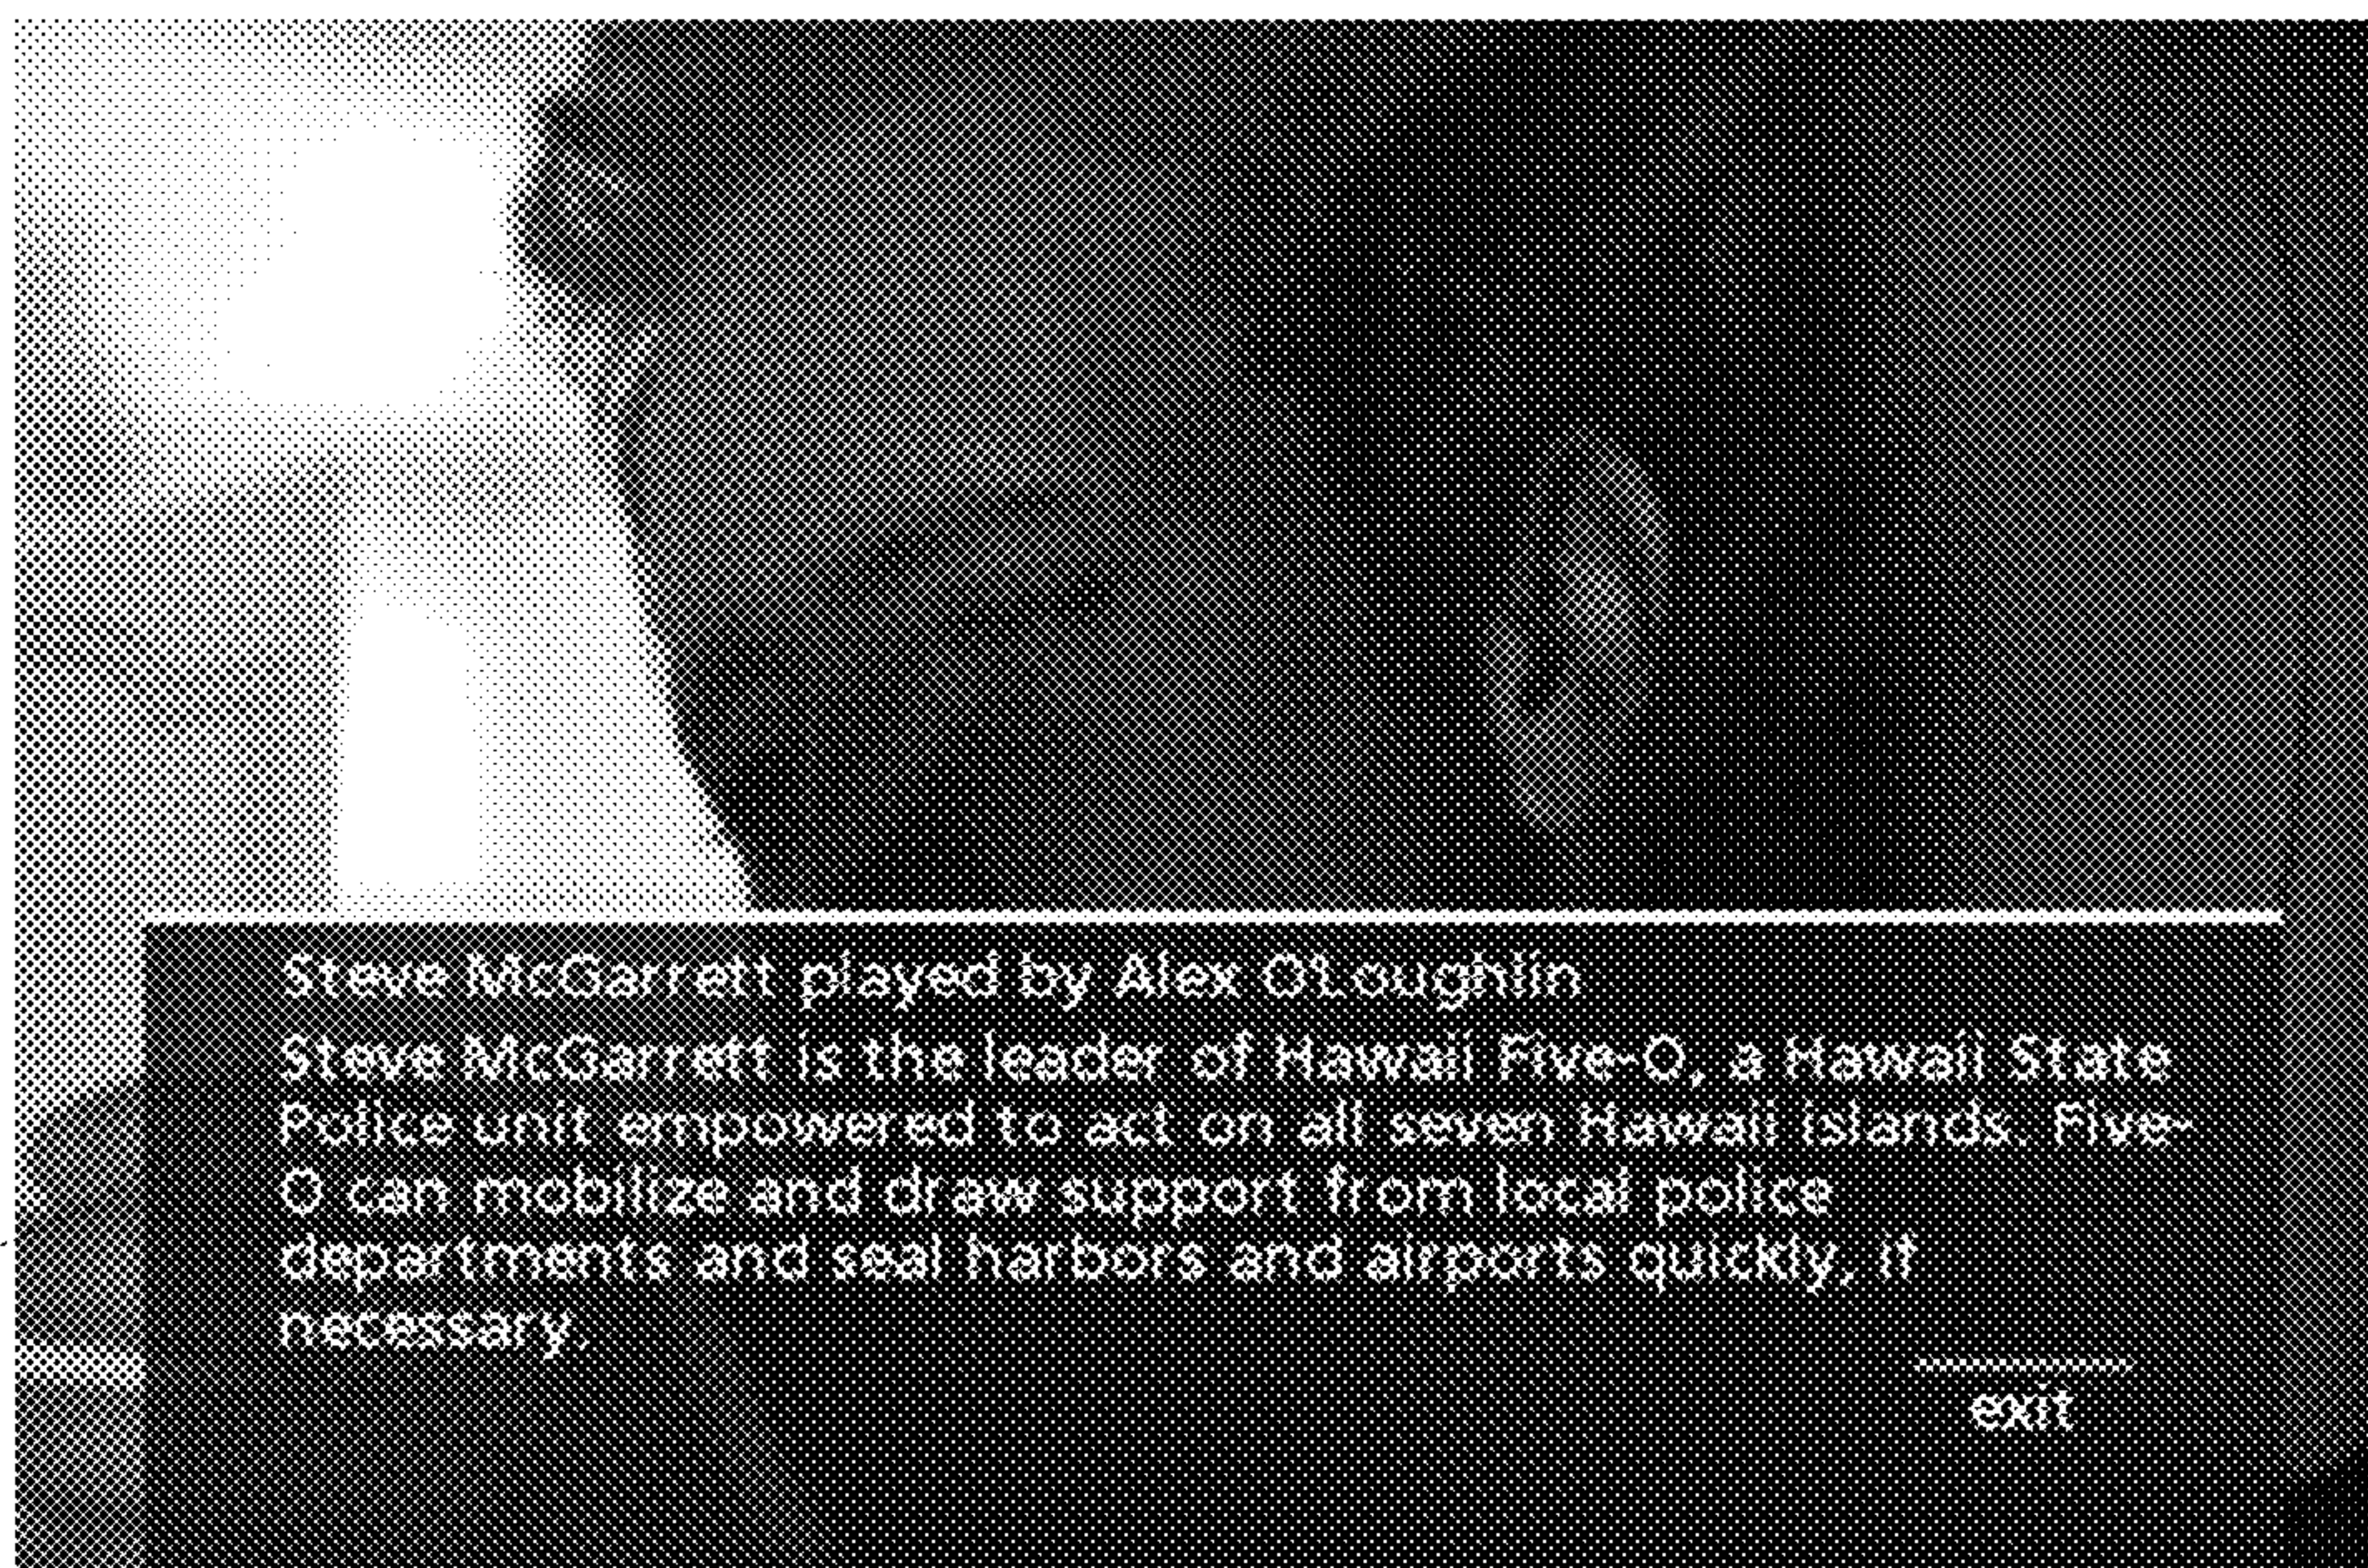 Steve McGarrett played by Alex O'Loughlin
Steve McGarrett is the leader of Hawaii Five-O, a Hawaii State
Police unit empowered to act on all seven Hawaii islands. Five-
O can mobilize and draw support from local police
departments and seal harbors and airports quickly, if
necessary.
exit